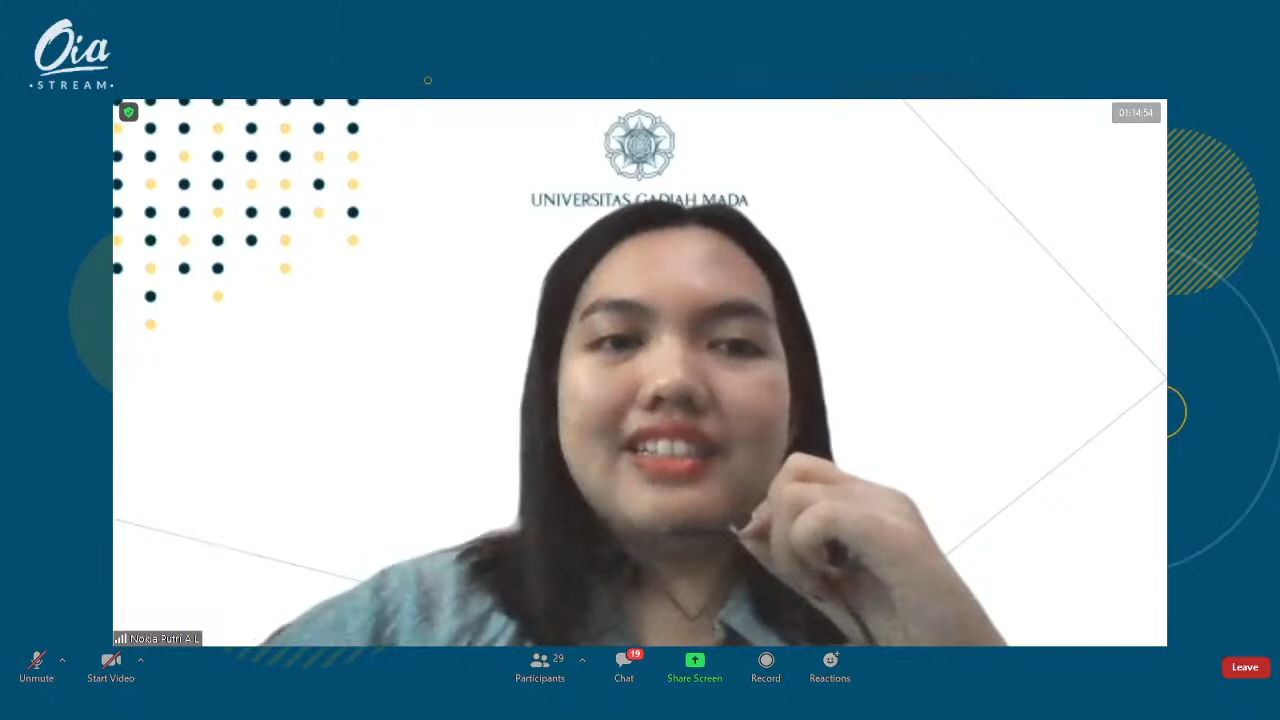 Oia
•STREAM•
01:14:54
UNIVERSITAS GADJAH MADA
Nokia Putri A L
Unmute
Start Video
29
Participants
19
Chat
Share Screen
Record
Reactions
Leave